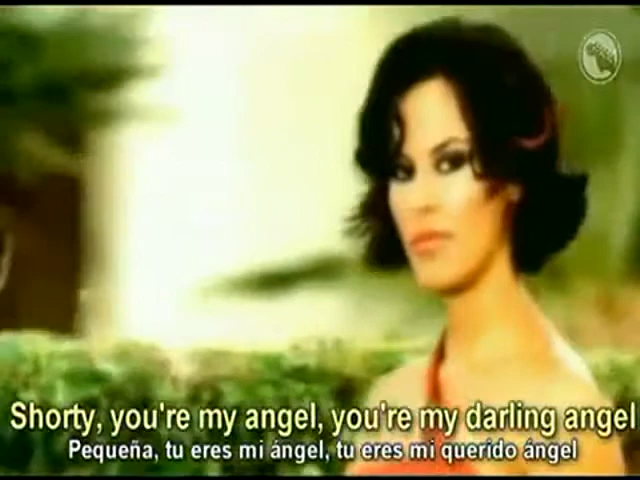 Shorty, you're my angel, you're my darling angel
Pequeña, tu eres mi ángel, tu eres mi querido ángel